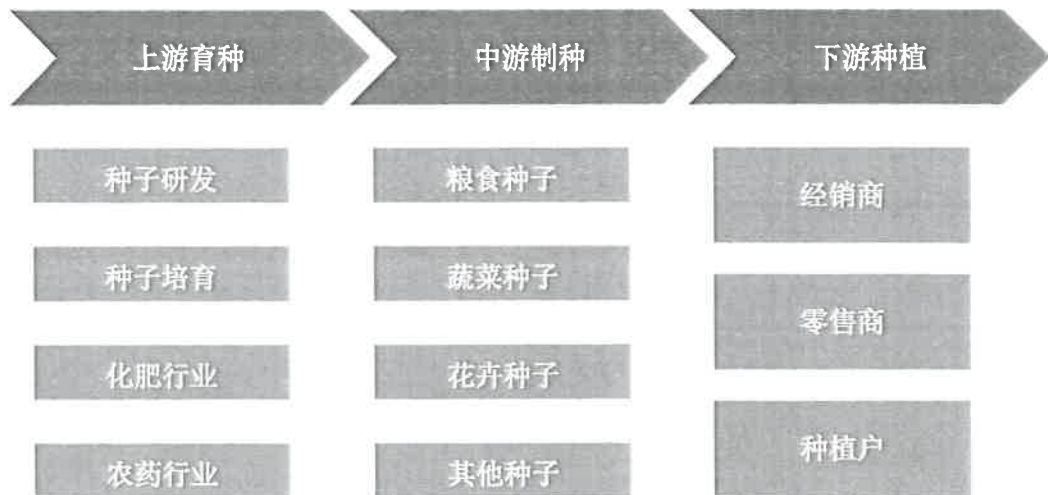 上游育种
中游制种
下游种植
种子研发
种子培育
化肥行业
农药行业
粮食种子
蔬菜种子
花卉种子
其他种子
经销商
零售商
种植户